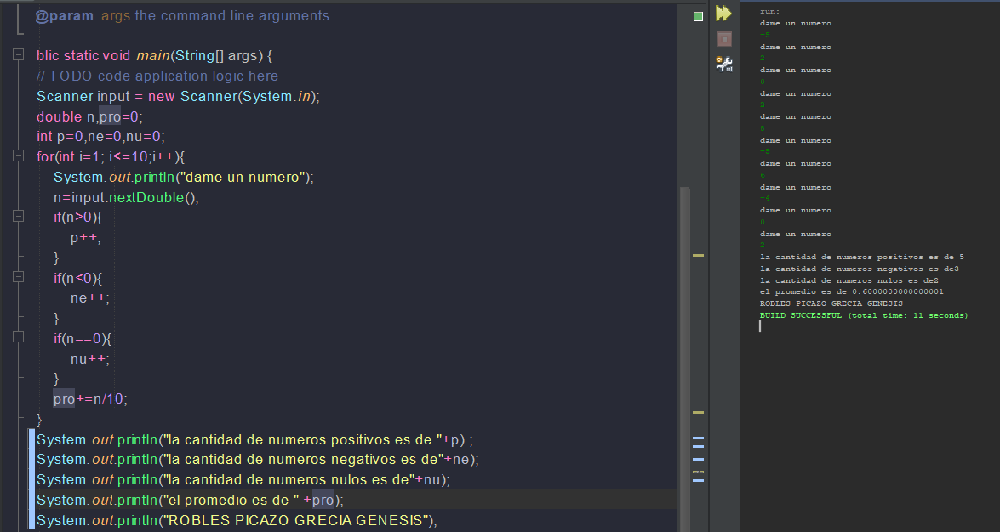 @param args the command line arguments
blic static void main(String[] args) {
// TODO code application logic here
Scanner input = new Scanner(System.in);
double n,pro=0;
int p=0,ne=0,nu=0;
for(int i=1; i<=10;i++){
System.out.println("dame un numero");
n=input.nextDouble();
if(n>0){
p++;
}
if(n<0){
ne++;
}
if(n==0){
nu++;
}
pro+=n/10;
}
System.out.println("la cantidad de numeros positivos es de "+p) ;
System.out.println("la cantidad de numeros negativos es de"+ne);
System.out.println("la cantidad de numeros nulos es de"+nu);
System.out.println("el promedio es de " +pro);
System.out.println("ROBLES PICAZO GRECIA GENESIS");
run:
dame un numero
-5
dame un numero
2
dame un numero
0
dame un numero
2
dame un numero
8
dame un numero
-5
dame un numero
6
dame un numero
-4
dame un numero
0
dame un numero
2
la cantidad de numeros positivos es de 5
la cantidad de numeros negativos es de3
la cantidad de numeros nulos es de2
el promedio es de 0.6000000000000001
ROBLES PICAZO GRECIA GENESIS
BUILD SUCCESSFUL (total time: 11 seconds)